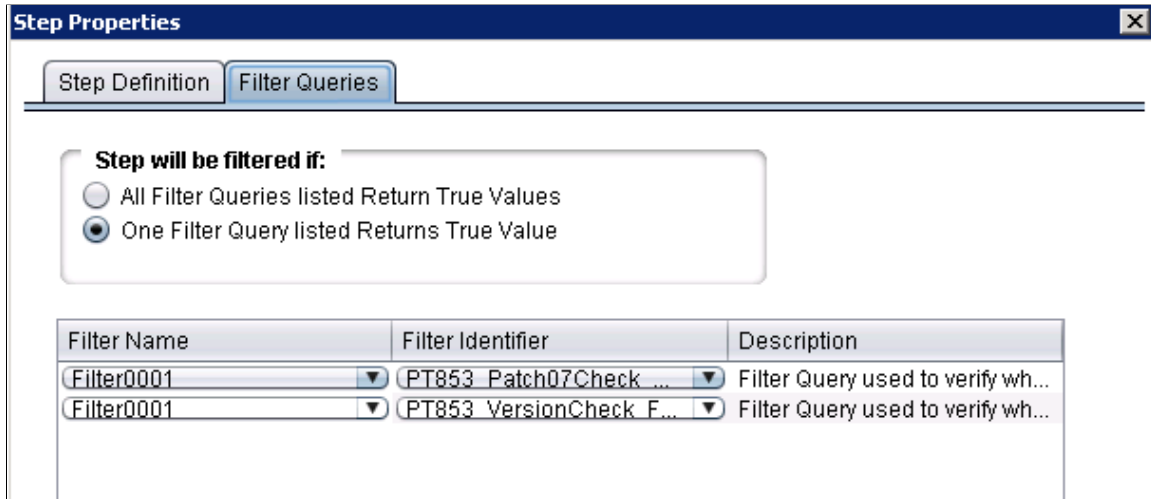 Step Properties
Step Definition Filter Queries
Step will be filtered if:
All Filter Queries listed Return True Values
One Filter Query listed Returns True Value
Filter Name Filter Identifier Description
Filter0001 PT853_Patch07Check_... Filter Query used to verify wh...
Filter0001 PT853_VersionCheck_F... Filter Query used to verify wh...